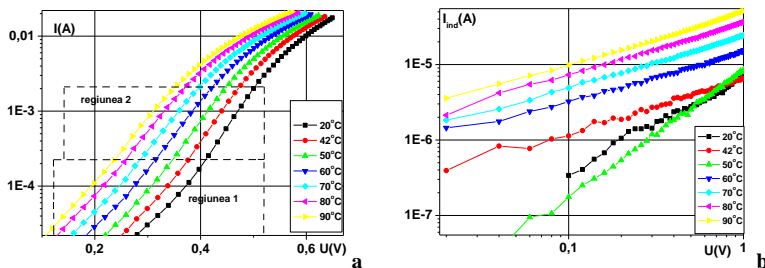 I(A)
0,01
1E-3
1E-4
regiunea 2
regiunea 1
20°C
42°C
50°C
60°C
70°C
80°C
90°C
0,2
0,4
0,6
U(V)
a
I_ind(A)
1E-5
1E-6
1E-7
20°C
42°C
50°C
60°C
70°C
80°C
90°C
0,1
U(V)
1
b